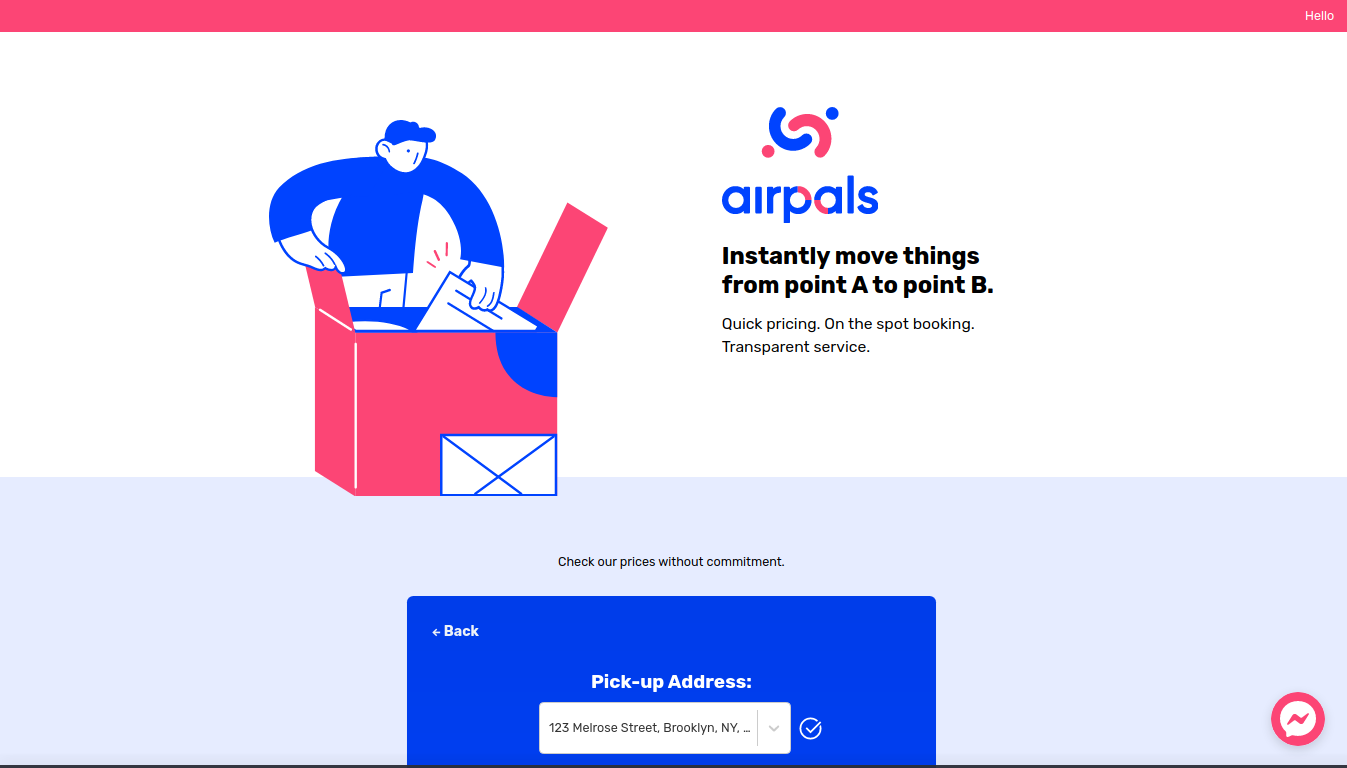 Hello
airpals
Instantly move things
from point A to point B.
Quick pricing. On the spot booking.
Transparent service.
Check our prices without commitment.
← Back
Pick-up Address:
123 Melrose Street, Brooklyn, NY, ...